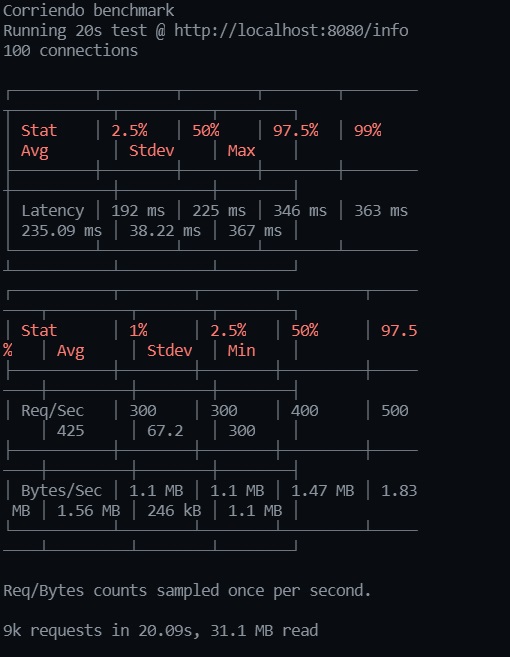 Corriendo benchmark
Running 20s test @ http://localhost:8080/info
100 connections
Stat │ 2.5% │ 50% │ 97.5% │ 99%
Avg │ Stdev │ Max │
│ Latency │ 192 ms │ 225 ms │ 346 ms │ 363 ms
235.09 ms │ 38.22 ms │ 367 ms │
│ Stat │ 1% │ 2.5% │ 50% │ 97.5
% │ Avg │ Stdev │ Min │
│ Req/Sec │ 300 │ 300 │ 400 │ 500
│ 425 │ 67.2 │ 300 │
│ Bytes/Sec │ 1.1 MB │ 1.1 MB │ 1.47 MB │ 1.83
MB │ 1.56 MB │ 246 kB │ 1.1 MB │
Req/Bytes counts sampled once per second.
9k requests in 20.09s, 31.1 MB read